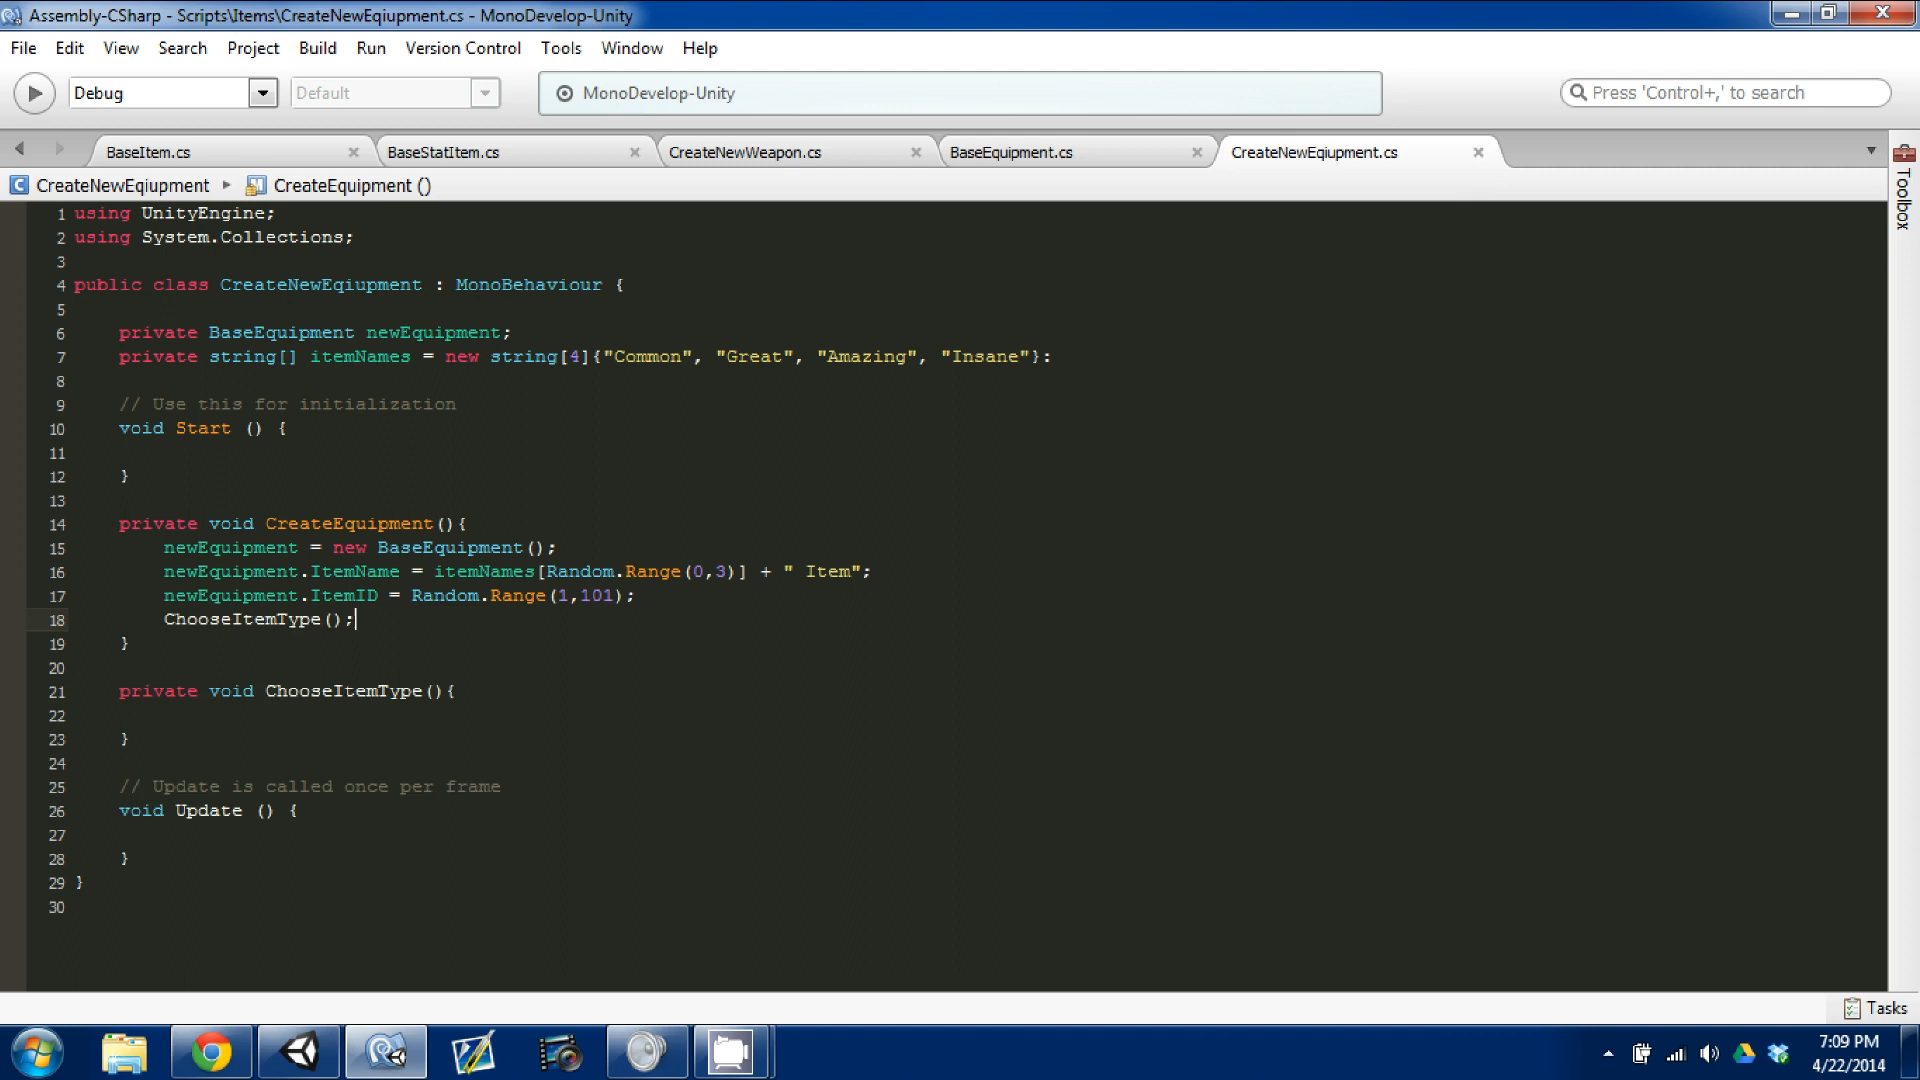 Assembly-CSharp - Scripts\Items\CreateNewEqiupment.cs - MonoDevelop-Unity
File Edit View Search Project Build Run Version Control Tools Window Help
Debug Default MonoDevelop-Unity Press 'Control+,' to search
BaseItem.cs BaseStatItem.cs CreateNewWeapon.cs BaseEquipment.cs CreateNewEqiupment.cs
CreateNewEqiupment CreateEquipment ()
Toolbox
1 using UnityEngine;
2 using System.Collections;
3
4 public class CreateNewEqiupment : MonoBehaviour {
5
6 private BaseEquipment newEquipment;
7 private string[] itemNames = new string[4]{"Common", "Great", "Amazing", "Insane"}:
8
9 // Use this for initialization
10 void Start () {
11
12 }
13
14 private void CreateEquipment(){
15 newEquipment = new BaseEquipment();
16 newEquipment.ItemName = itemNames[Random.Range(0,3)] + " Item";
17 newEquipment.ItemID = Random.Range(1,101);
18 ChooseItemType();
19 }
20
21 private void ChooseItemType(){
22
23 }
24
25 // Update is called once per frame
26 void Update () {
27
28 }
29 }
30
Tasks
7:09 PM
4/22/2014